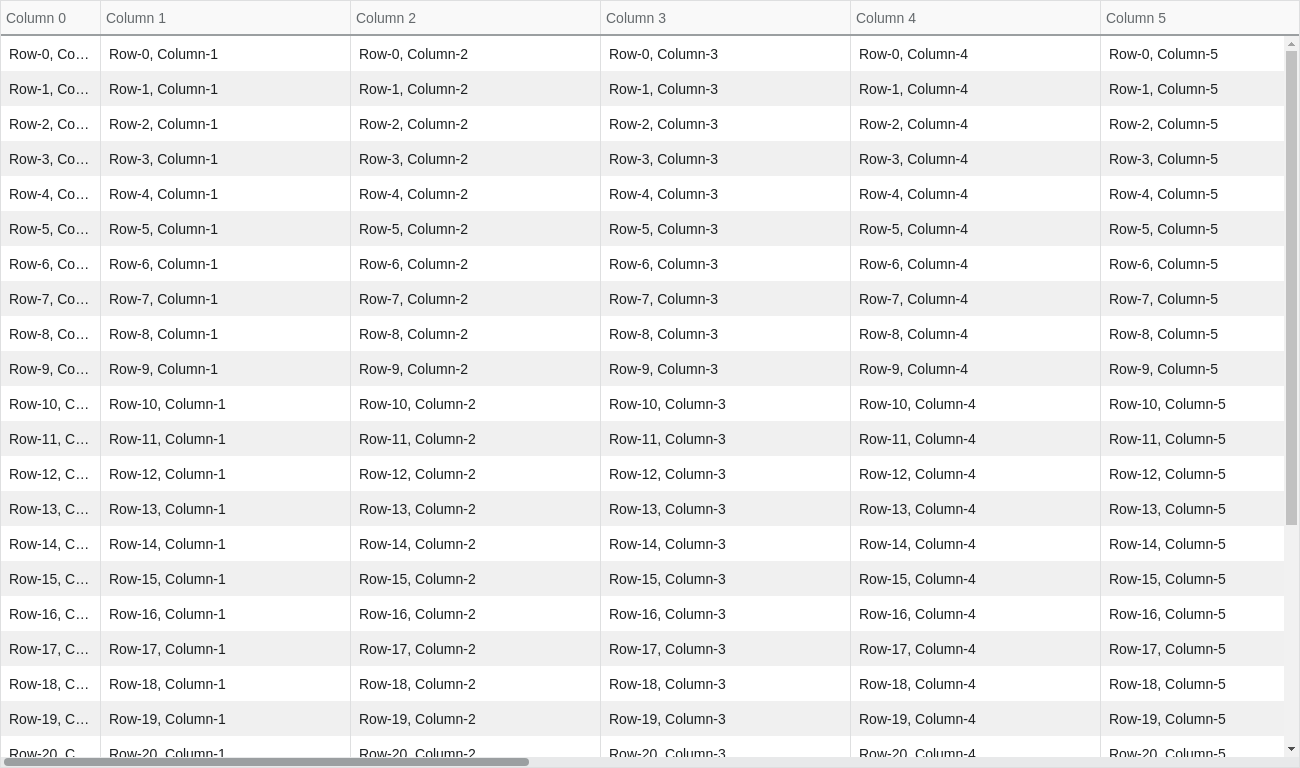 Column 0 Column 1 Column 2 Column 3 Column 4 Column 5
Row-0, Co… Row-0, Column-1 Row-0, Column-2 Row-0, Column-3 Row-0, Column-4 Row-0, Column-5
Row-1, Co… Row-1, Column-1 Row-1, Column-2 Row-1, Column-3 Row-1, Column-4 Row-1, Column-5
Row-2, Co… Row-2, Column-1 Row-2, Column-2 Row-2, Column-3 Row-2, Column-4 Row-2, Column-5
Row-3, Co… Row-3, Column-1 Row-3, Column-2 Row-3, Column-3 Row-3, Column-4 Row-3, Column-5
Row-4, Co… Row-4, Column-1 Row-4, Column-2 Row-4, Column-3 Row-4, Column-4 Row-4, Column-5
Row-5, Co… Row-5, Column-1 Row-5, Column-2 Row-5, Column-3 Row-5, Column-4 Row-5, Column-5
Row-6, Co… Row-6, Column-1 Row-6, Column-2 Row-6, Column-3 Row-6, Column-4 Row-6, Column-5
Row-7, Co… Row-7, Column-1 Row-7, Column-2 Row-7, Column-3 Row-7, Column-4 Row-7, Column-5
Row-8, Co… Row-8, Column-1 Row-8, Column-2 Row-8, Column-3 Row-8, Column-4 Row-8, Column-5
Row-9, Co… Row-9, Column-1 Row-9, Column-2 Row-9, Column-3 Row-9, Column-4 Row-9, Column-5
Row-10, C… Row-10, Column-1 Row-10, Column-2 Row-10, Column-3 Row-10, Column-4 Row-10, Column-5
Row-11, C… Row-11, Column-1 Row-11, Column-2 Row-11, Column-3 Row-11, Column-4 Row-11, Column-5
Row-12, C… Row-12, Column-1 Row-12, Column-2 Row-12, Column-3 Row-12, Column-4 Row-12, Column-5
Row-13, C… Row-13, Column-1 Row-13, Column-2 Row-13, Column-3 Row-13, Column-4 Row-13, Column-5
Row-14, C… Row-14, Column-1 Row-14, Column-2 Row-14, Column-3 Row-14, Column-4 Row-14, Column-5
Row-15, C… Row-15, Column-1 Row-15, Column-2 Row-15, Column-3 Row-15, Column-4 Row-15, Column-5
Row-16, C… Row-16, Column-1 Row-16, Column-2 Row-16, Column-3 Row-16, Column-4 Row-16, Column-5
Row-17, C… Row-17, Column-1 Row-17, Column-2 Row-17, Column-3 Row-17, Column-4 Row-17, Column-5
Row-18, C… Row-18, Column-1 Row-18, Column-2 Row-18, Column-3 Row-18, Column-4 Row-18, Column-5
Row-19, C… Row-19, Column-1 Row-19, Column-2 Row-19, Column-3 Row-19, Column-4 Row-19, Column-5
Row-20, C… Row-20, Column-1 Row-20, Column-2 Row-20, Column-3 Row-20, Column-4 Row-20, Column-5